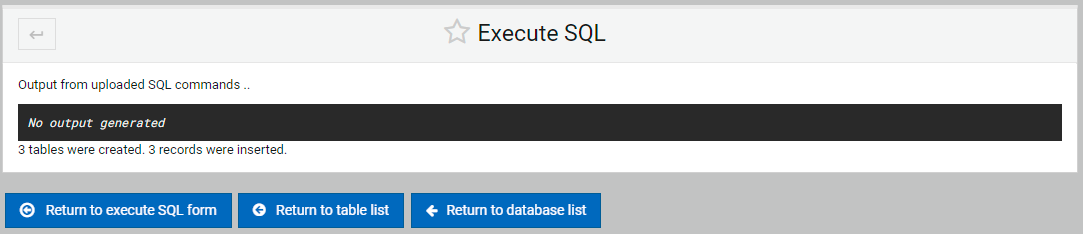 Execute SQL
Output from uploaded SQL commands ..
No output generated
3 tables were created. 3 records were inserted.
Return to execute SQL form
Return to table list
Return to database list